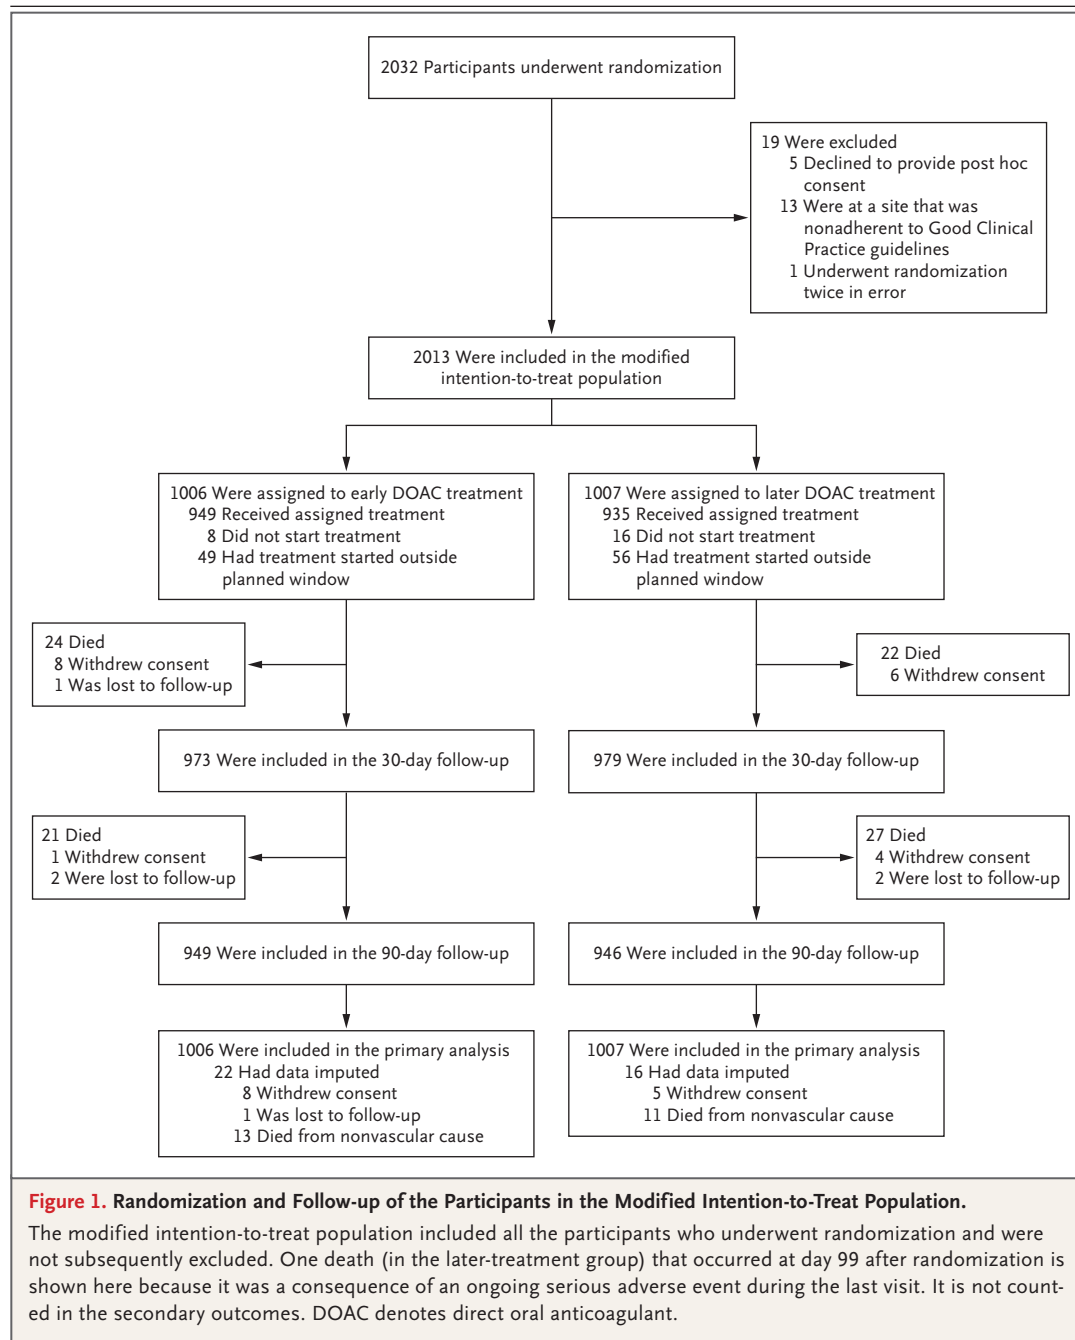 2032 Participants underwent randomization
19 Were excluded
5 Declined to provide post hoc
consent
13 Were at a site that was
nonadherent to Good Clinical
Practice guidelines
1 Underwent randomization
twice in error
2013 Were included in the modified
intention-to-treat population
1006 Were assigned to early DOAC treatment
949 Received assigned treatment
8 Did not start treatment
49 Had treatment started outside
planned window
1007 Were assigned to later DOAC treatment
935 Received assigned treatment
16 Did not start treatment
56 Had treatment started outside
planned window
24 Died
8 Withdrew consent
1 Was lost to follow-up
22 Died
6 Withdrew consent
973 Were included in the 30-day follow-up
979 Were included in the 30-day follow-up
21 Died
1 Withdrew consent
2 Were lost to follow-up
27 Died
4 Withdrew consent
2 Were lost to follow-up
949 Were included in the 90-day follow-up
946 Were included in the 90-day follow-up
1006 Were included in the primary analysis
22 Had data imputed
8 Withdrew consent
1 Was lost to follow-up
13 Died from nonvascular cause
1007 Were included in the primary analysis
16 Had data imputed
5 Withdrew consent
11 Died from nonvascular cause
Figure 1. Randomization and Follow-up of the Participants in the Modified Intention-to-Treat Population.
The modified intention-to-treat population included all the participants who underwent randomization and were
not subsequently excluded. One death (in the later-treatment group) that occurred at day 99 after randomization is
shown here because it was a consequence of an ongoing serious adverse event during the last visit. It is not count-
ed in the secondary outcomes. DOAC denotes direct oral anticoagulant.